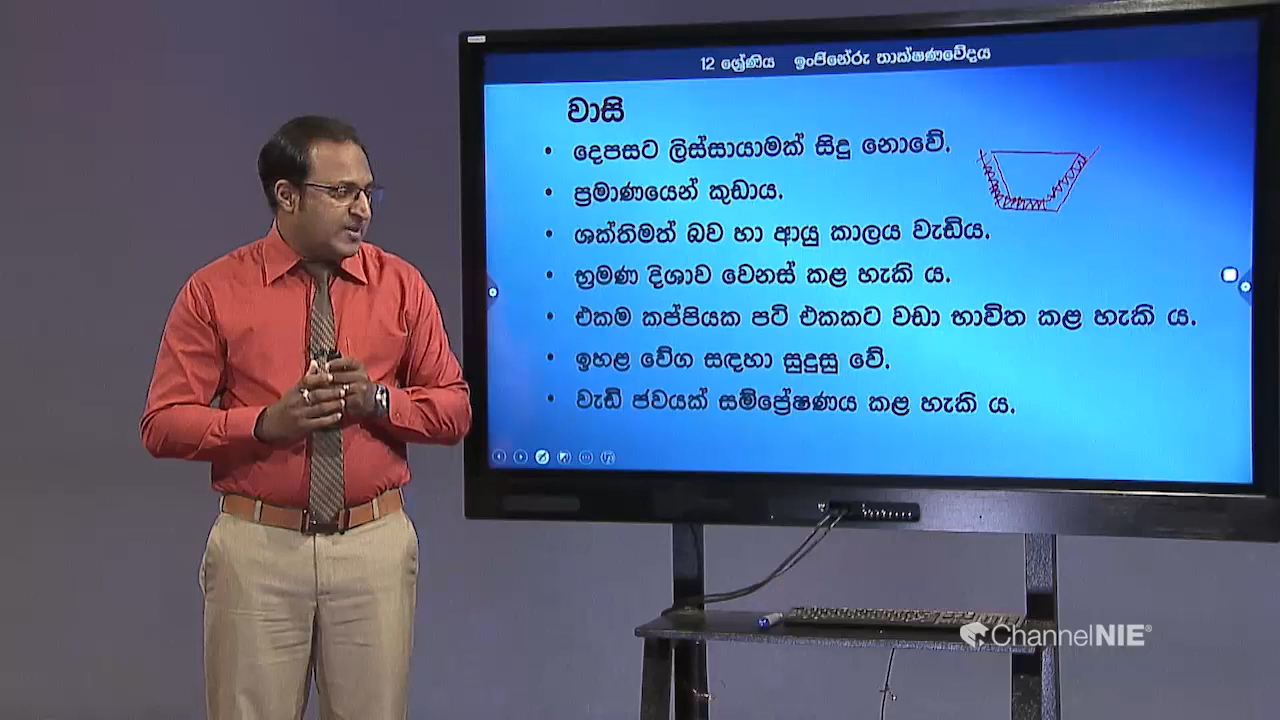 12 ශ්‍රේණිය ඉංජිනේරු තාක්ෂණවේදය
වාසි
• දෙපසට ලිස්සායාමක් සිදු නොවේ.
• ප්‍රමාණයෙන් කුඩාය.
• ශක්තිමත් බව හා ආයු කාලය වැඩිය.
• භ්‍රමණ දිශාව වෙනස් කළ හැකි ය.
• එකම කප්පියක පටි එකකට වඩා භාවිත කළ හැකි ය.
• ඉහළ වේග සඳහා සුදුසු වේ.
• වැඩි ජවයක් සම්ප්‍රේෂණය කළ හැකි ය.
ChannelNIE®